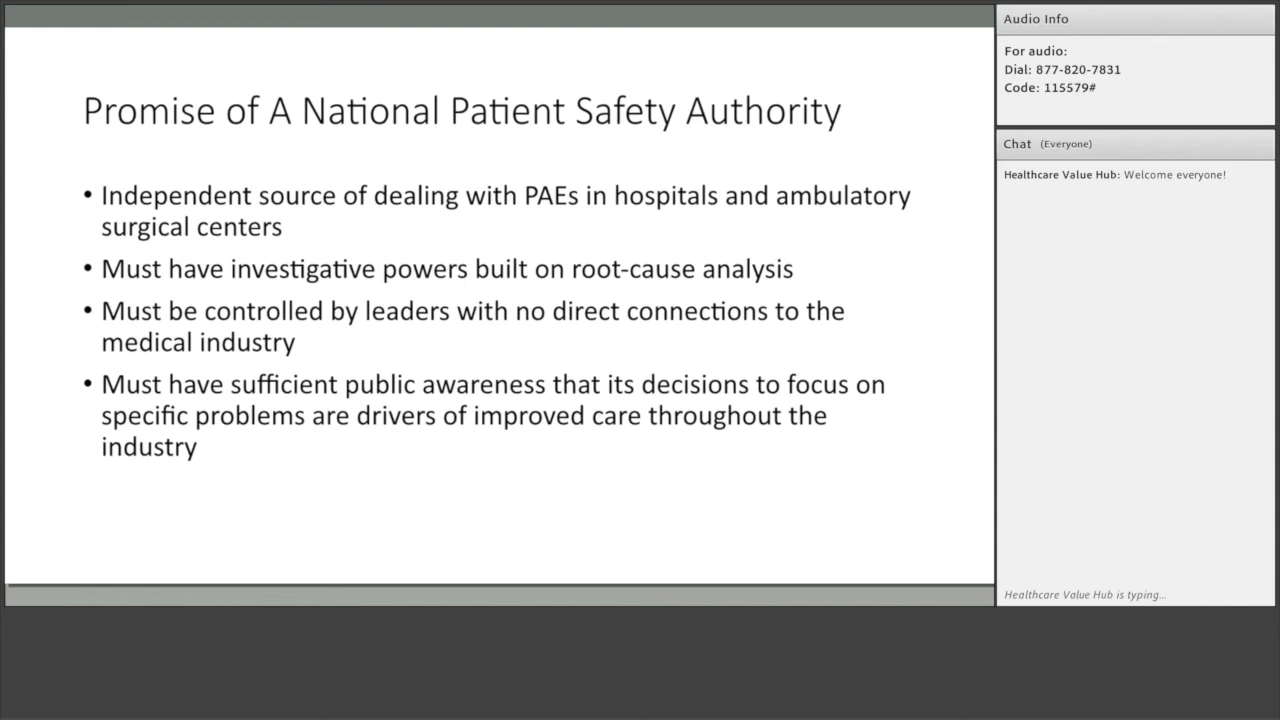 Promise of A National Patient Safety Authority
• Independent source of dealing with PAEs in hospitals and ambulatory
surgical centers
• Must have investigative powers built on root-cause analysis
• Must be controlled by leaders with no direct connections to the
medical industry
• Must have sufficient public awareness that its decisions to focus on
specific problems are drivers of improved care throughout the
industry
Audio Info
For audio:
Dial: 877-820-7831
Code: 115579#
Chat (Everyone)
Healthcare Value Hub: Welcome everyone!
Healthcare Value Hub is typing...